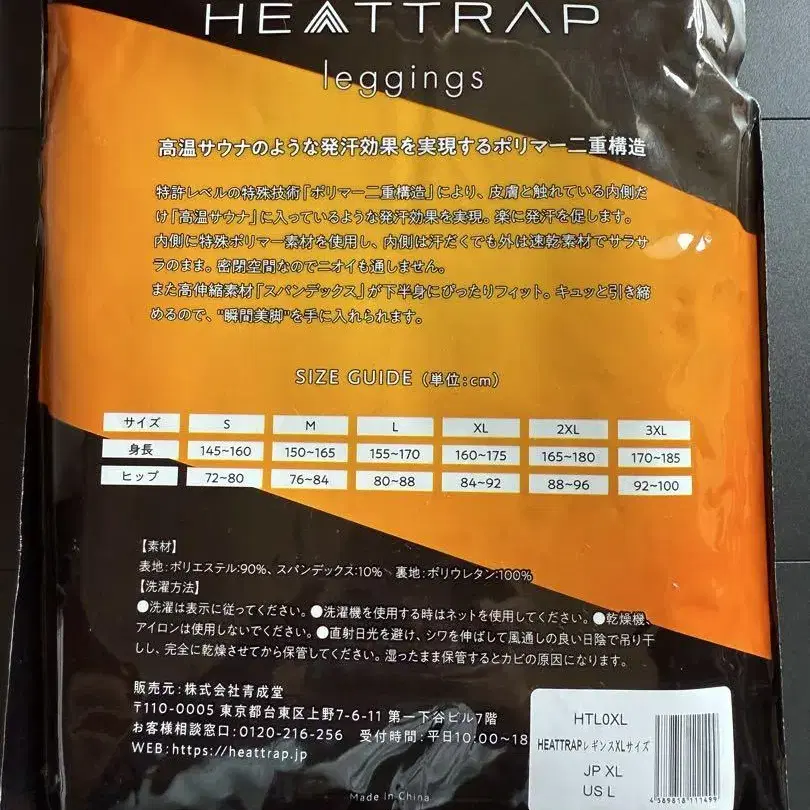 HEATTRAP
leggings
高温サウナのような発汗効果を実現するポリマー二重構造
特許レベルの特殊技術「ポリマー二重構造」により、皮膚と触れている内側だ
け「高温サウナ」に入っているような発汗効果を実現。楽に発汗を促します。
内側に特殊ポリマー素材を使用し、内側は汗だくでも外は速乾素材でサラサ
ラのまま。密閉空間なのでニオイも通しません。
また高伸縮素材「スパンデックス」が下半身にぴったりフィット。キュッと引き締
めるので、"瞬間美脚"を手に入れられます。
SIZE GUIDE (単位:cm)
サイズ S M L XL 2XL 3XL
身長 145~160 150~165 155~170 160~175 165~180 170~185
ヒップ 72~80 76~84 80~88 84~92 88~96 92~100
【素材】
表地:ポリエステル:90%、スパンデックス:10% 裏地:ポリウレタン:100%
【洗濯方法】
●洗濯は表示に従ってください。●洗濯機を使用する時はネットを使用してください。●乾燥機、
アイロンは使用しないでください。●直射日光を避け、シワを伸ばして風通しの良い日陰で吊り干
しし、完全に乾燥させてから保管してください。湿ったまま保管するとカビの原因になります。
販売元:株式会社青成堂
〒110-0005 東京都台東区上野7-6-11 第一下谷ビル7階
お客様相談窓口:0120-216-256 受付時間:平日10:00~18
WEB:https://heattrap.jp
Made in China
HTL0XL
HEATTRAPレギンスXLサイズ
JP XL
US L
4589818111499